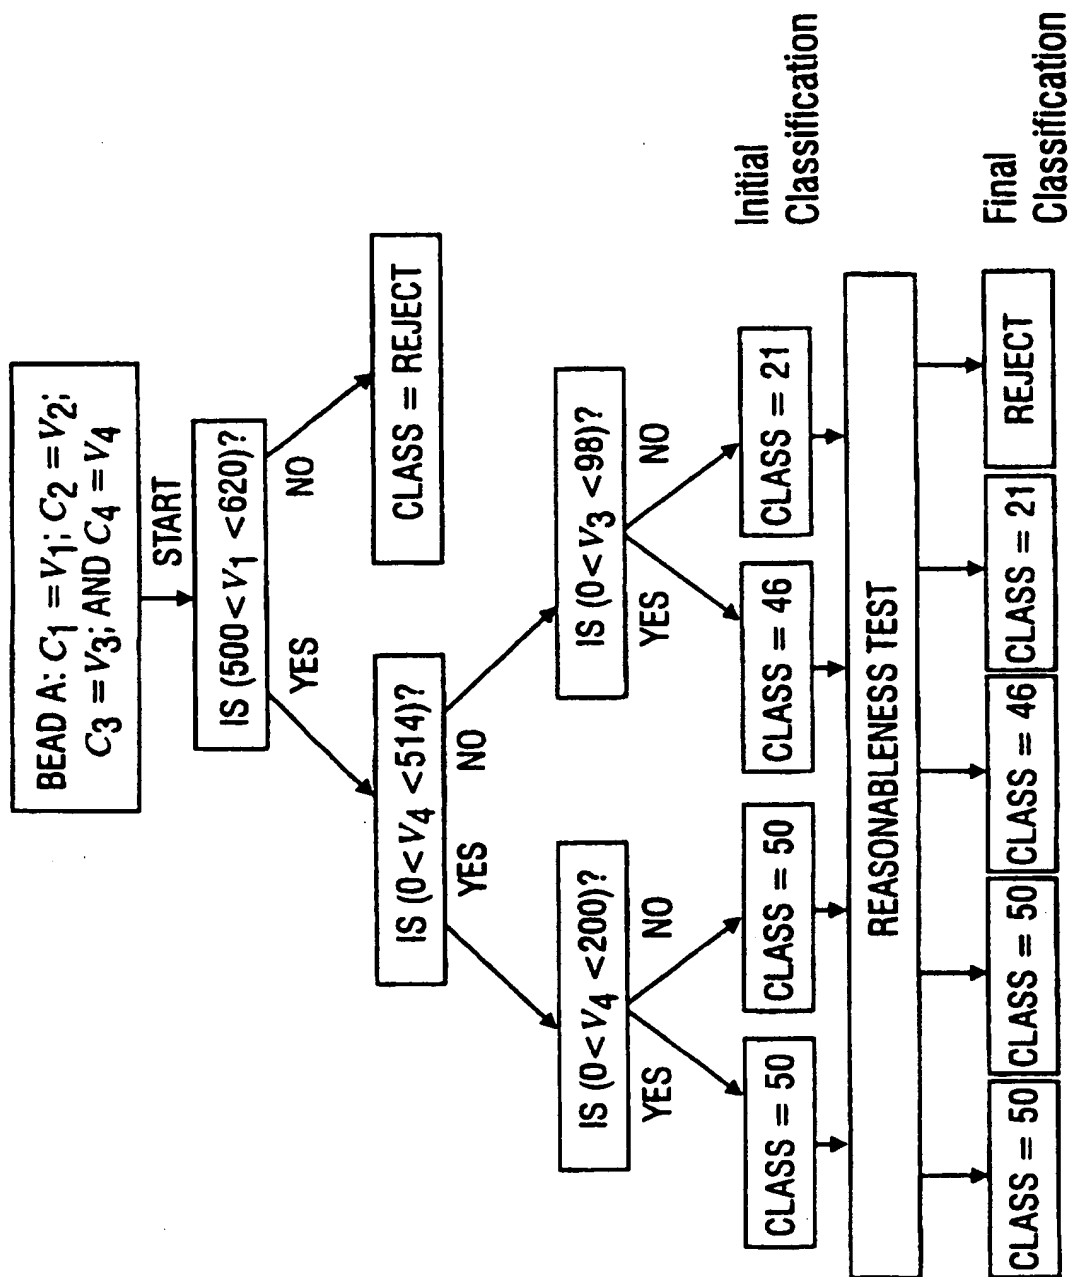 BEAD A: C1 = V1; C2 = V2;
C3 = V3; AND C4 = V4
START
IS (500< V1 <620)?
YES
NO
CLASS = REJECT
IS (0< V4 <514)?
YES
NO
IS (0< V4 <200)?
YES
NO
IS (0< V3 <98)?
YES
NO
CLASS = 50
CLASS = 50
CLASS = 46
CLASS = 21
Initial
Classification
REASONABLENESS TEST
CLASS = 50
CLASS = 50
CLASS = 46
CLASS = 21
REJECT
Final
Classification